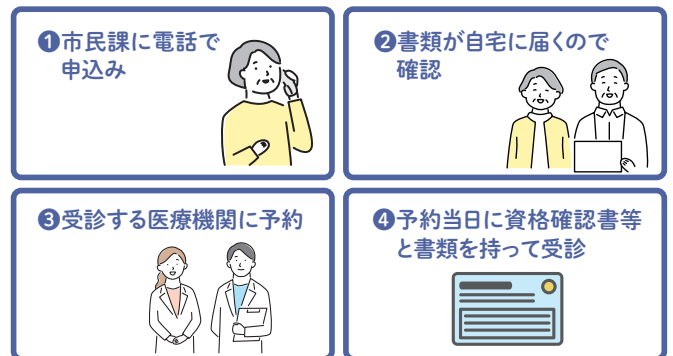 ❶市民課に電話で
申込み
❷書類が自宅に届くので
確認
❸受診する医療機関に予約
❹予約当日に資格確認書等
と書類を持って受診